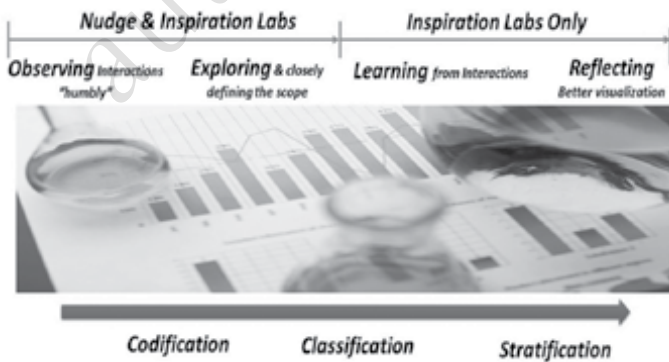 Nudge & Inspiration Labs Inspiration Labs Only
Observing Interactions Exploring & closely Learning from Interactions Reflecting
"humbly" defining the scope Better visualization
Codification Classification Stratification